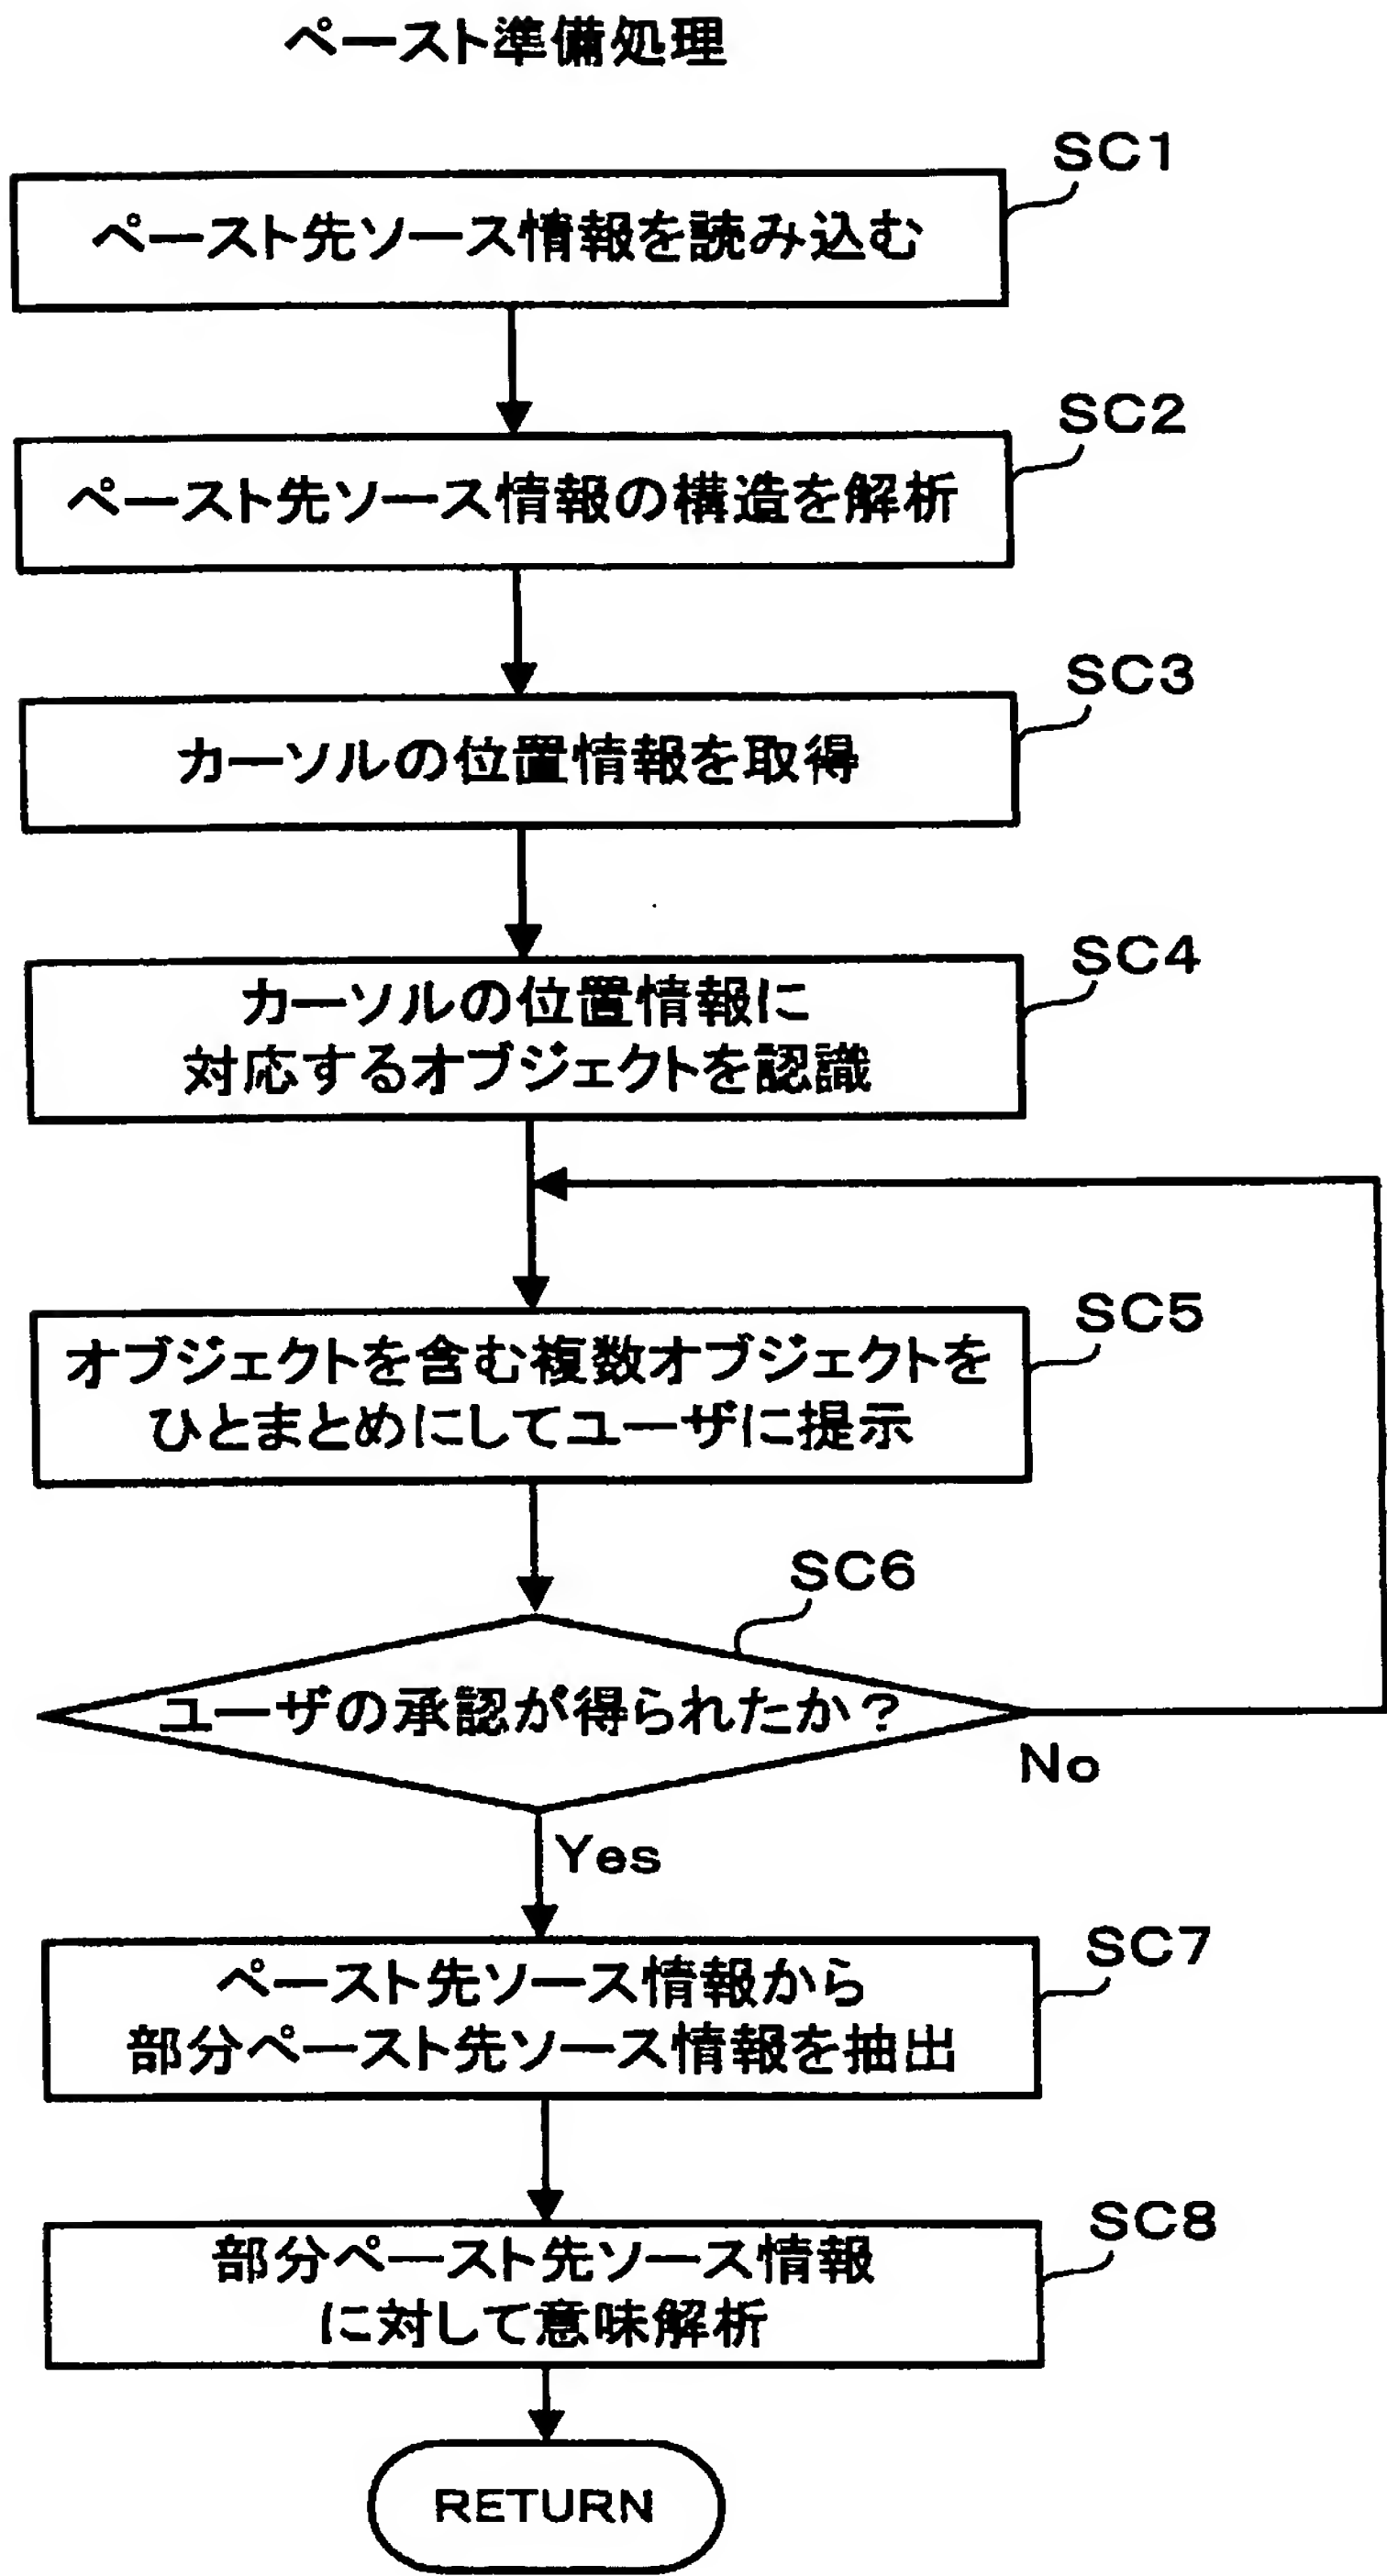 ペースト準備処理
SC1
ペースト先ソース情報を読み込む
SC2
ペースト先ソース情報の構造を解析
SC3
カーソルの位置情報を取得
SC4
カーソルの位置情報に
対応するオブジェクトを認識
SC5
オブジェクトを含む複数オブジェクトを
ひとまとめにしてユーザに提示
SC6
ユーザの承認が得られたか？
No
Yes
SC7
ペースト先ソース情報から
部分ペースト先ソース情報を抽出
SC8
部分ペースト先ソース情報
に対して意味解析
RETURN